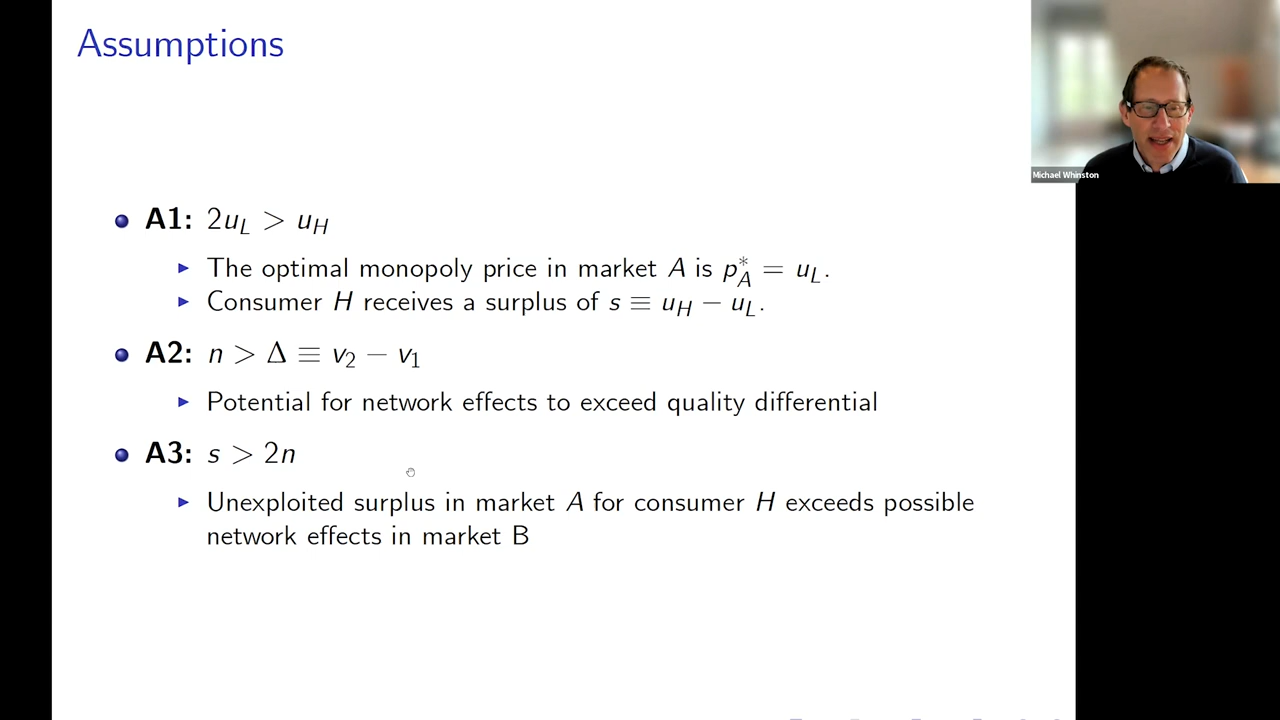 Assumptions
Michael Whinston
A1: 2u_L > u_H
The optimal monopoly price in market A is p*_A = u_L.
Consumer H receives a surplus of s ≡ u_H − u_L.
A2: n > Δ ≡ v_2 − v_1
Potential for network effects to exceed quality differential
A3: s > 2n
Unexploited surplus in market A for consumer H exceeds possible
network effects in market B